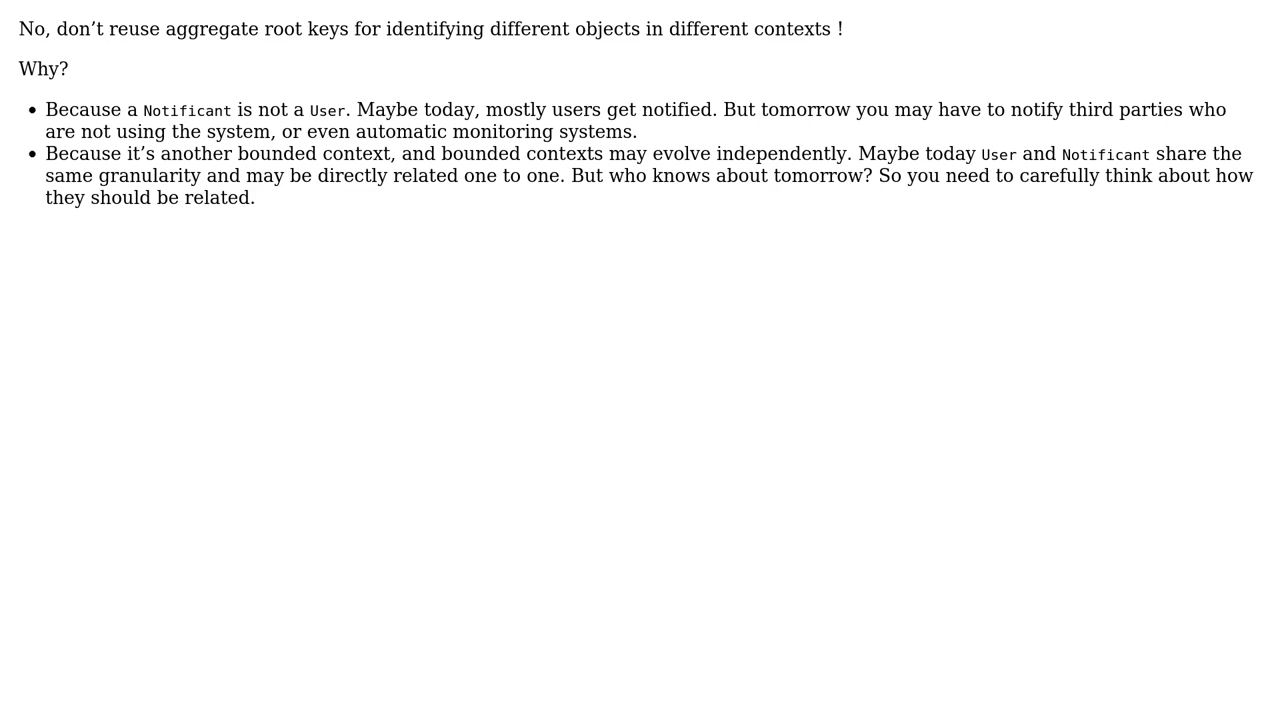 No, don’t reuse aggregate root keys for identifying different objects in different contexts !
Why?
• Because a Notificant is not a User. Maybe today, mostly users get notified. But tomorrow you may have to notify third parties who
are not using the system, or even automatic monitoring systems.
• Because it’s another bounded context, and bounded contexts may evolve independently. Maybe today User and Notificant share the
same granularity and may be directly related one to one. But who knows about tomorrow? So you need to carefully think about how
they should be related.